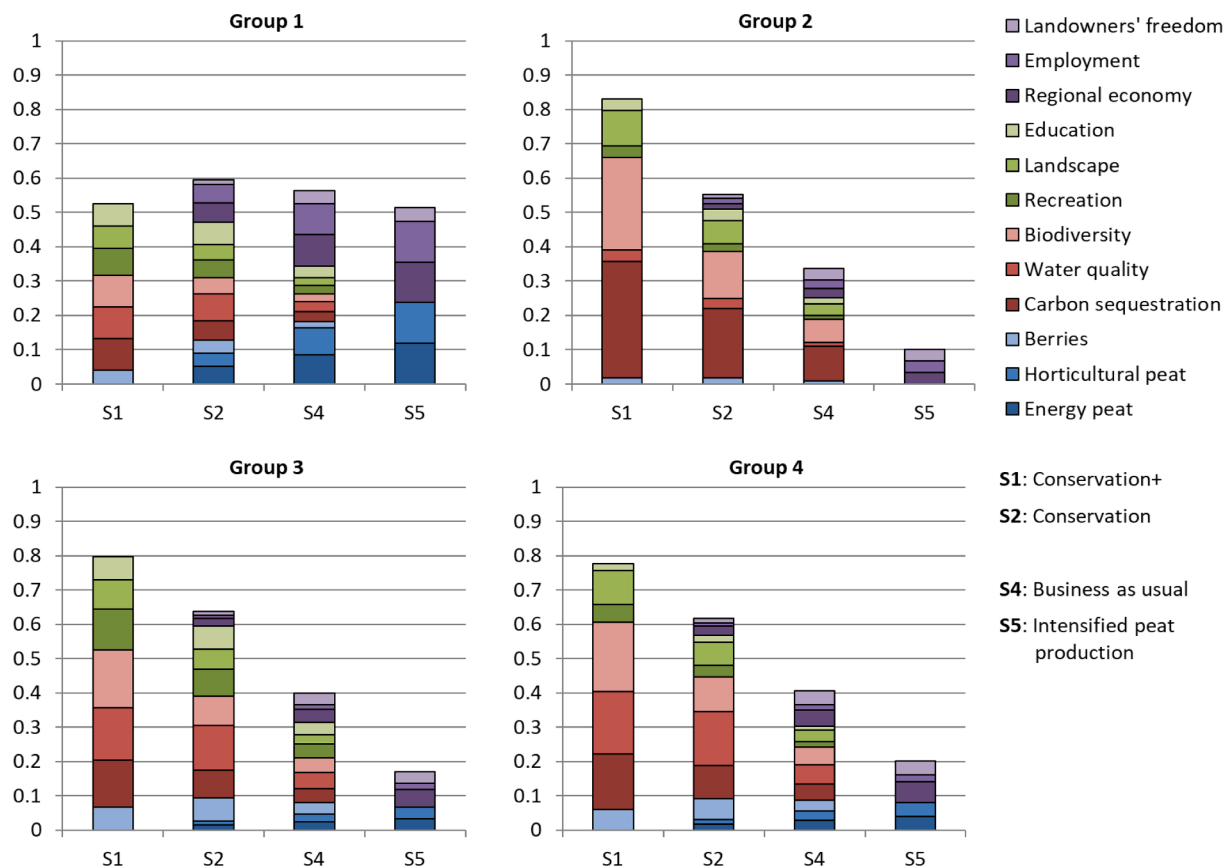 Group 1
1
0.9
0.8
0.7
0.6
0.5
0.4
0.3
0.2
0.1
0
S1 S2 S4 S5
Group 2
1
0.9
0.8
0.7
0.6
0.5
0.4
0.3
0.2
0.1
0
S1 S2 S4 S5
Landowners' freedom
Employment
Regional economy
Education
Landscape
Recreation
Biodiversity
Water quality
Carbon sequestration
Berries
Horticultural peat
Energy peat
Group 3
1
0.9
0.8
0.7
0.6
0.5
0.4
0.3
0.2
0.1
0
S1 S2 S4 S5
Group 4
1
0.9
0.8
0.7
0.6
0.5
0.4
0.3
0.2
0.1
0
S1 S2 S4 S5
S1: Conservation+
S2: Conservation
S4: Business as usual
S5: Intensified peat
production